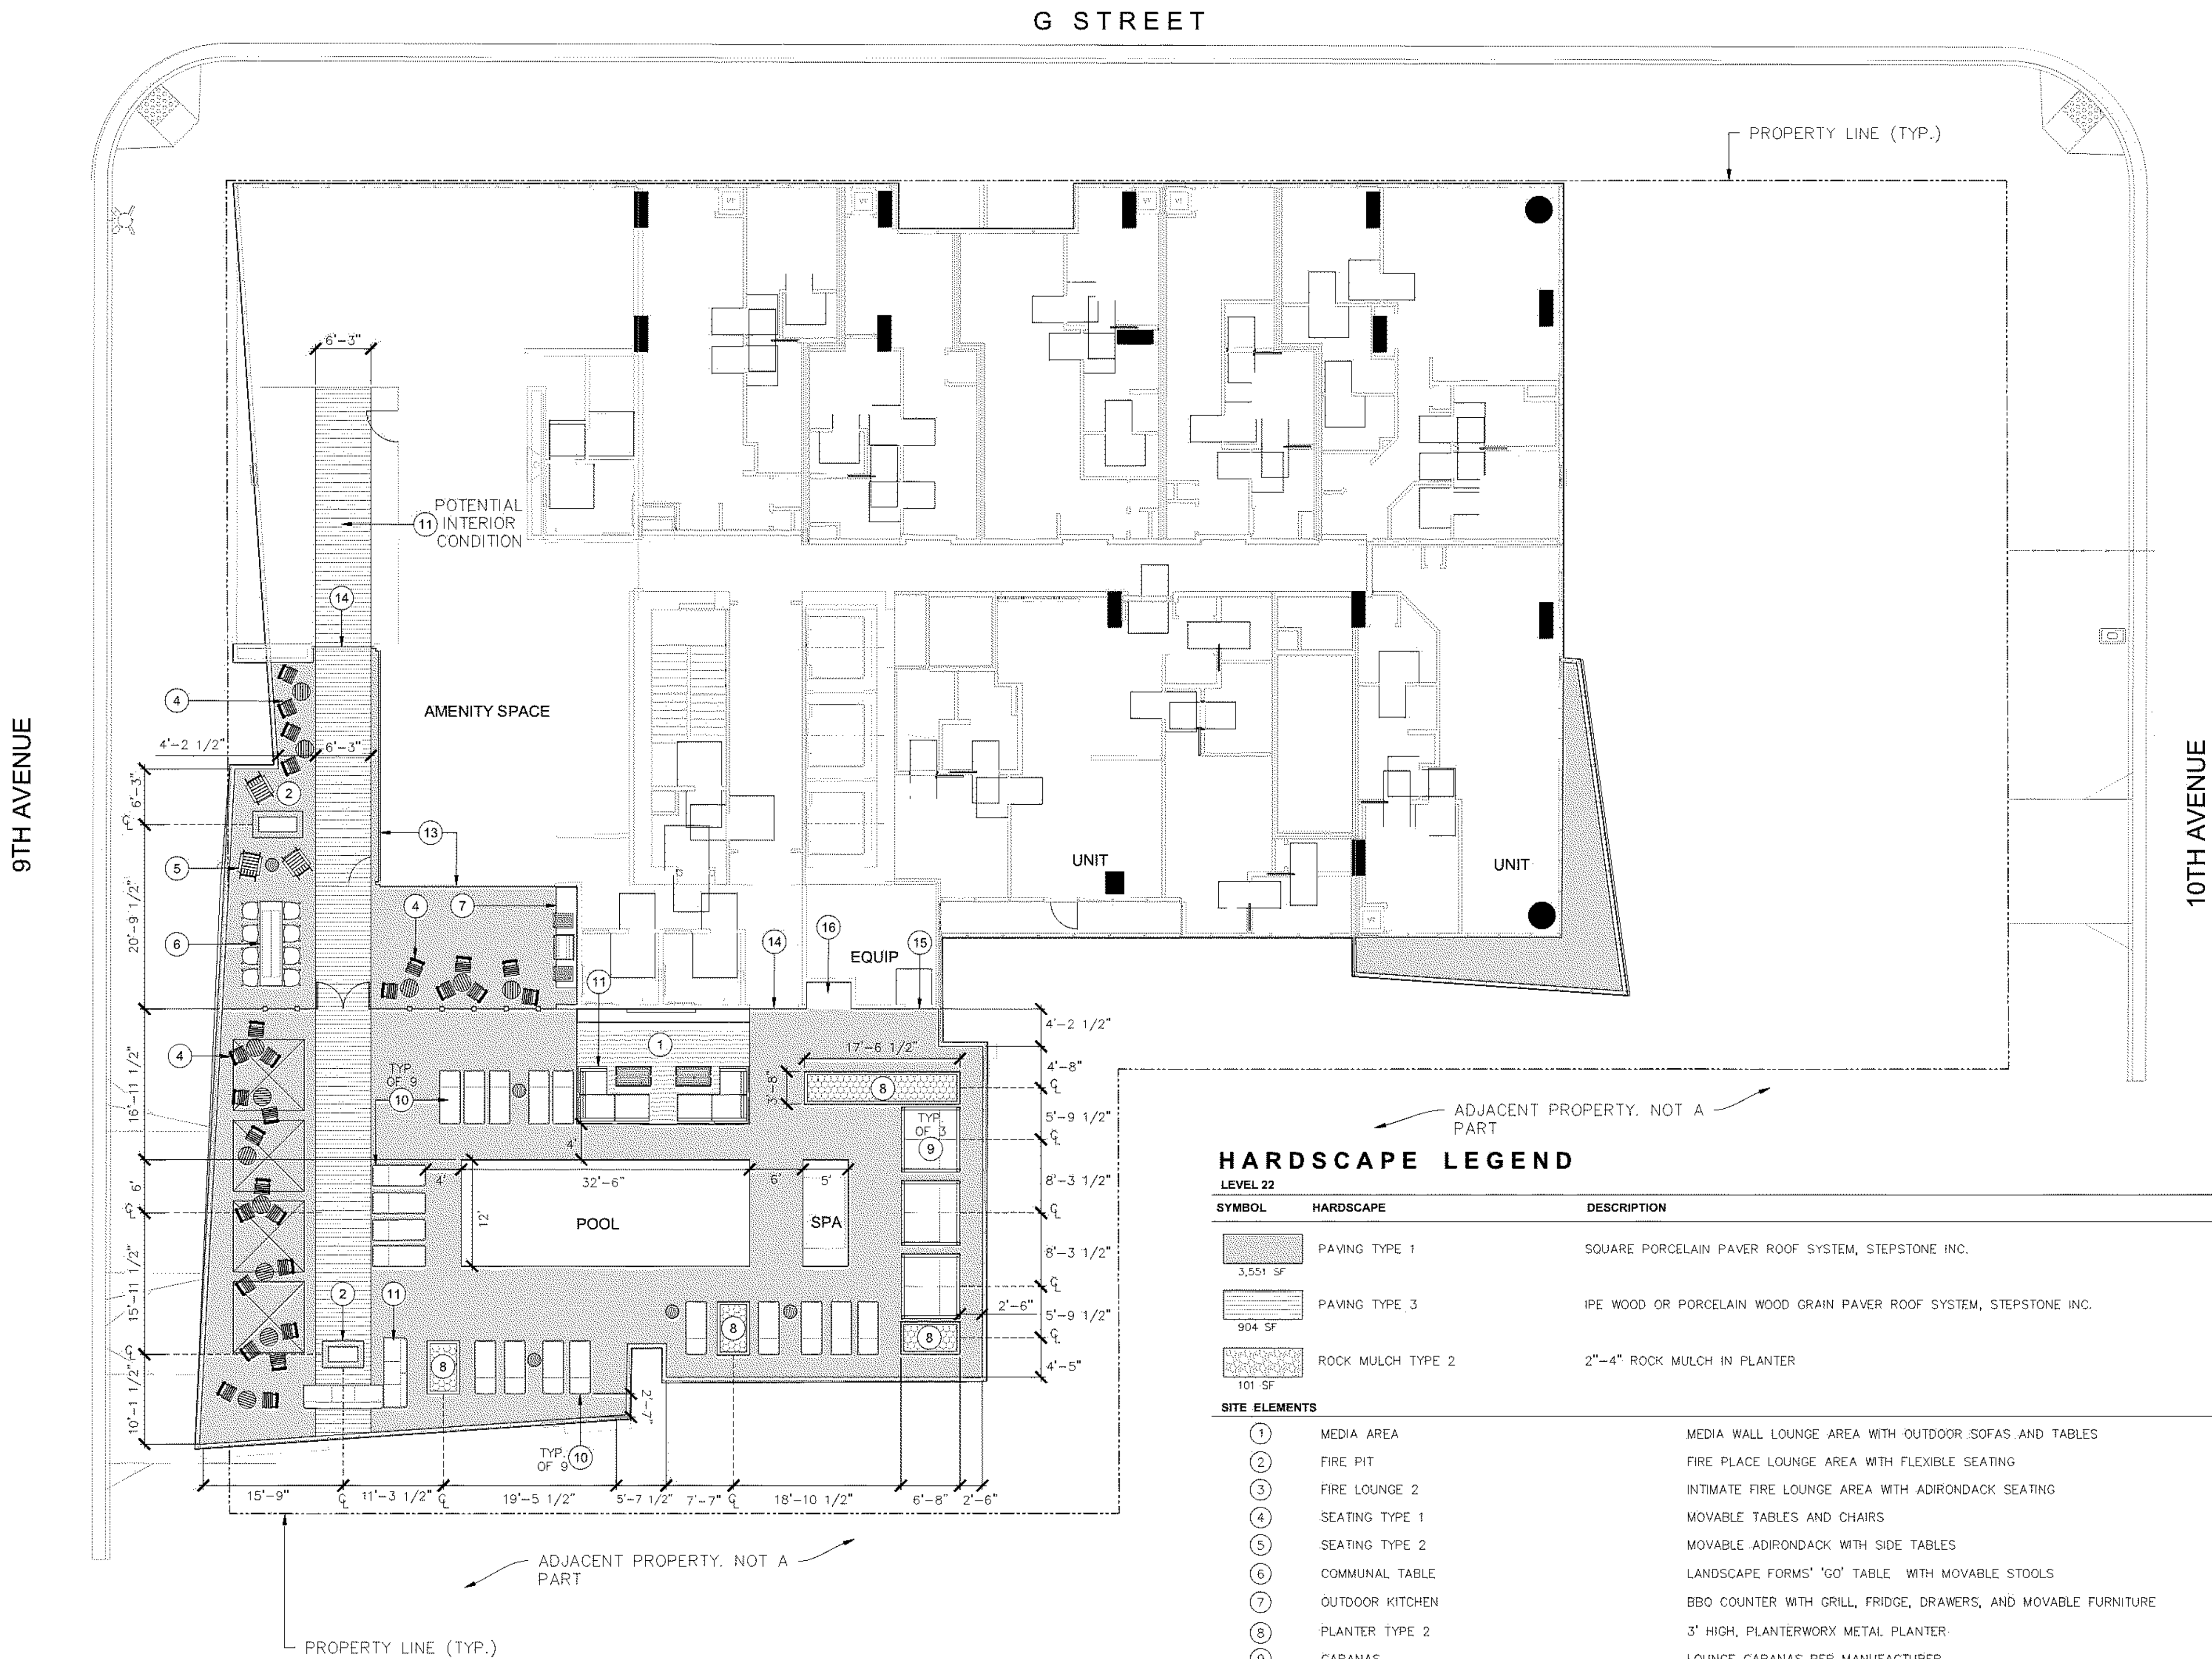 G STREET
PROPERTY LINE (TYP.)
6'-3"
POTENTIAL
11 INTERIOR
CONDITION
14
4
AMENITY SPACE
9TH AVENUE
10TH AVENUE
4'-2 1/2"
6'-3"
6'-3"
2
13
5
UNIT
UNIT
20'-9 1/2"
4
7
6
14
16
15
EQUIP
11
4
1
16'-11 1/2"
TYP.
OF 9
10
17'-6 1/2"
3'-8"
8
4'-2 1/2"
4'-8"
5'-9 1/2"
TYP.
OF 3
9
4'
4'
32'-6"
6'
5'
8'-3 1/2"
6'
12'
POOL
SPA
8'-3 1/2"
15'-11 1/2"
2
11
8
8
8
2'-6"
5'-9 1/2"
4'-5"
10'-1 1/2"
2'-7"
TYP.
OF 9 10
15'-9"
11'-3 1/2"
19'-5 1/2"
5'-7 1/2"
7'-7"
18'-10 1/2"
6'-8"
2'-6"
ADJACENT PROPERTY. NOT A
PART
ADJACENT PROPERTY. NOT A
PART
PROPERTY LINE (TYP.)
HARDSCAPE LEGEND
LEVEL 22
SYMBOL HARDSCAPE DESCRIPTION
PAVING TYPE 1 SQUARE PORCELAIN PAVER ROOF SYSTEM, STEPSTONE INC.
3,551 SF
PAVING TYPE 3 IPE WOOD OR PORCELAIN WOOD GRAIN PAVER ROOF SYSTEM, STEPSTONE INC.
904 SF
ROCK MULCH TYPE 2 2"-4" ROCK MULCH IN PLANTER
101 SF
SITE ELEMENTS
1 MEDIA AREA MEDIA WALL LOUNGE AREA WITH OUTDOOR SOFAS AND TABLES
2 FIRE PIT FIRE PLACE LOUNGE AREA WITH FLEXIBLE SEATING
3 FIRE LOUNGE 2 INTIMATE FIRE LOUNGE AREA WITH ADIRONDACK SEATING
4 SEATING TYPE 1 MOVABLE TABLES AND CHAIRS
5 SEATING TYPE 2 MOVABLE ADIRONDACK WITH SIDE TABLES
6 COMMUNAL TABLE LANDSCAPE FORMS' 'GO' TABLE WITH MOVABLE STOOLS
7 OUTDOOR KITCHEN BBQ COUNTER WITH GRILL, FRIDGE, DRAWERS, AND MOVABLE FURNITURE
8 PLANTER TYPE 2 3' HIGH, PLANTERWORX METAL PLANTER
9 CABANAS LOUNGE CABANAS PER MANUFACTURER